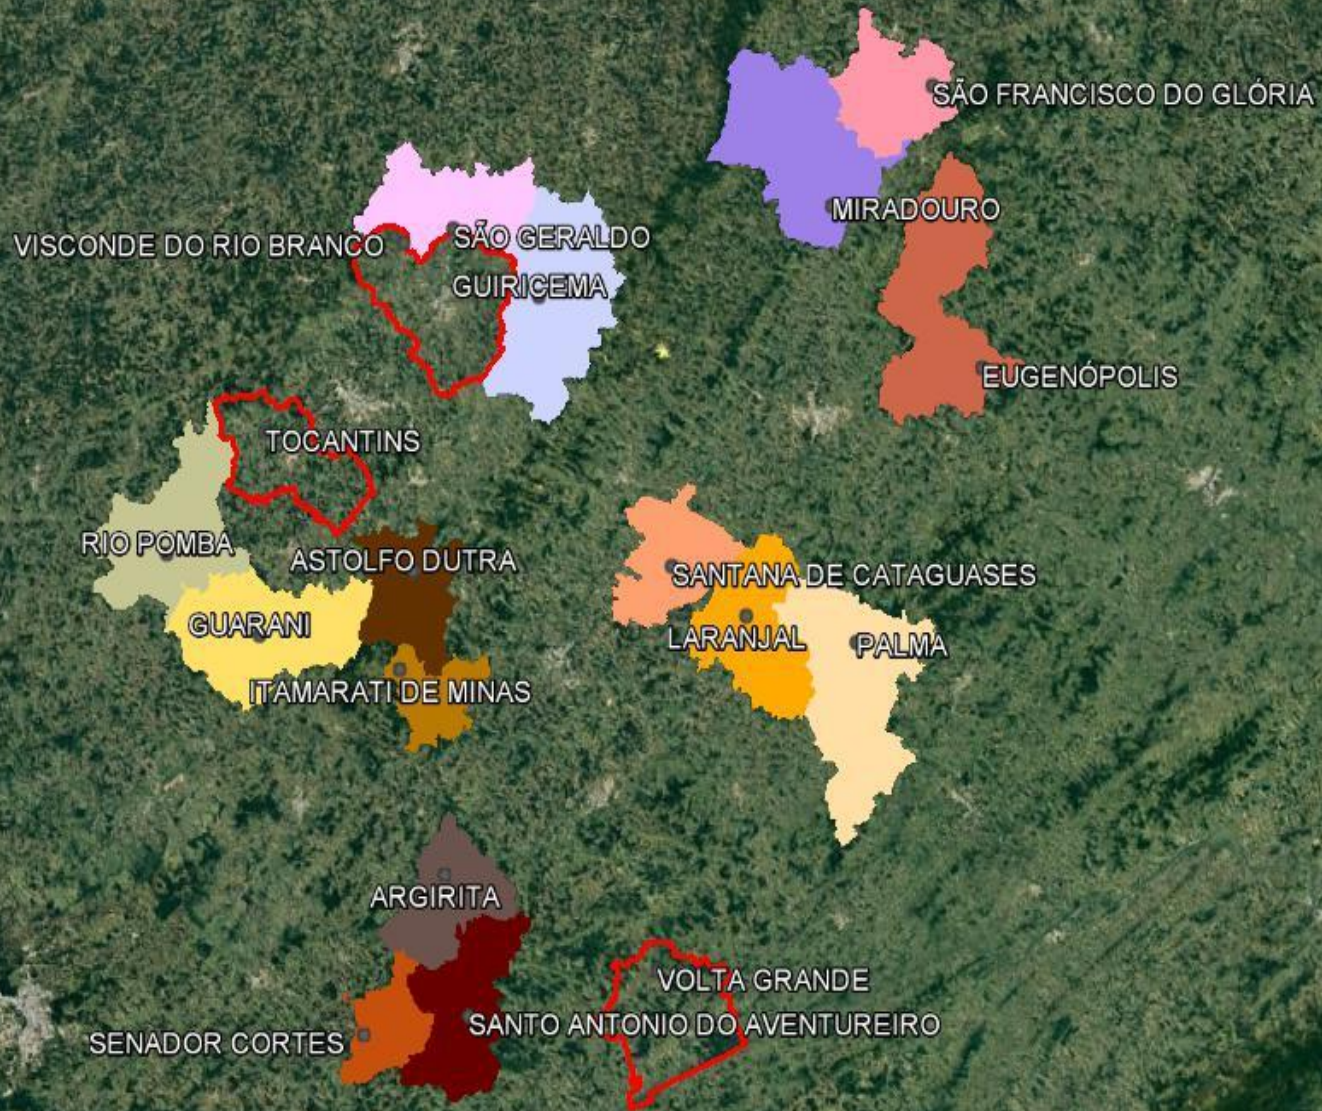 SÃO FRANCISCO DO GLÓRIA
MIRADOURO
VISCONDE DO RIO BRANCO
SÃO GERALDO
GUIRICEMA
EUGENÓPOLIS
TOCANTINS
RIO POMBA
ASTOLFO DUTRA
SANTANA DE CATAGUASES
GUARANI
LARANJAL
PALMA
ITAMARATI DE MINAS
ARGIRITA
VOLTA GRANDE
SANTO ANTONIO DO AVENTUREIRO
SENADOR CORTES